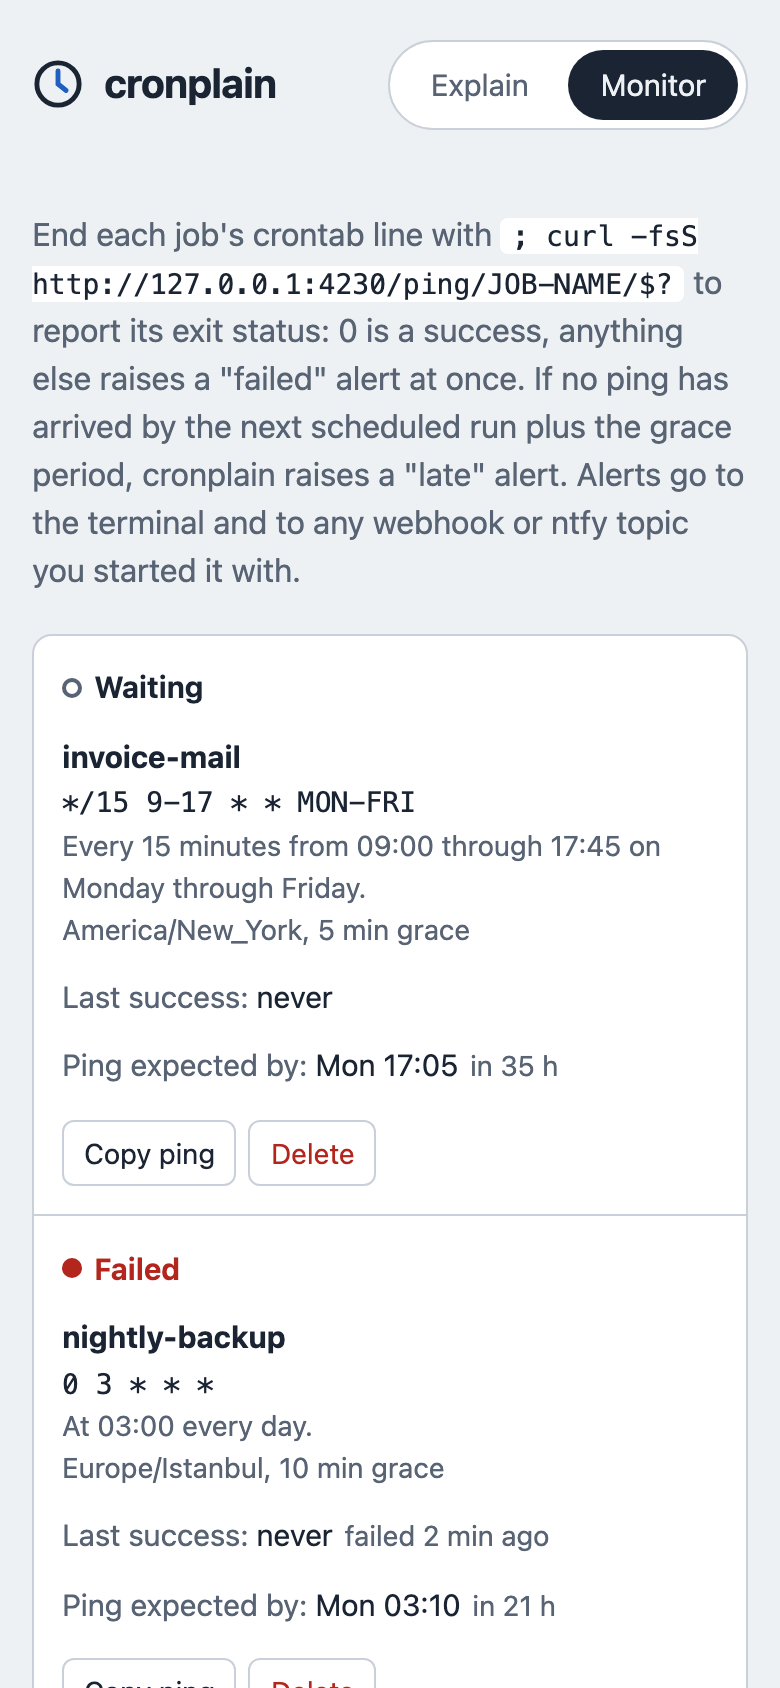 cronplain
Explain
Monitor
End each job's crontab line with ; curl -fsS
http://127.0.0.1:4230/ping/JOB-NAME/$? to
report its exit status: 0 is a success, anything
else raises a "failed" alert at once. If no ping has
arrived by the next scheduled run plus the grace
period, cronplain raises a "late" alert. Alerts go to
the terminal and to any webhook or ntfy topic
you started it with.
Waiting
invoice-mail
*/15 9-17 * * MON-FRI
Every 15 minutes from 09:00 through 17:45 on
Monday through Friday.
America/New_York, 5 min grace
Last success: never
Ping expected by: Mon 17:05 in 35 h
Copy ping
Delete
Failed
nightly-backup
0 3 * * *
At 03:00 every day.
Europe/Istanbul, 10 min grace
Last success: never failed 2 min ago
Ping expected by: Mon 03:10 in 21 h
Copy ping
Delete